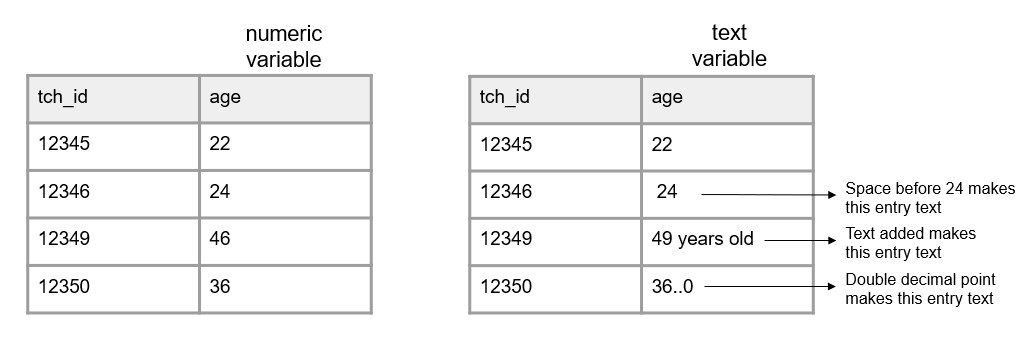 numeric
variable
tch_id age
12345 22
12346 24
12349 46
12350 36
text
variable
tch_id age
12345 22
12346  24
12349 49 years old
12350 36..0
Space before 24 makes
this entry text
Text added makes
this entry text
Double decimal point
makes this entry text